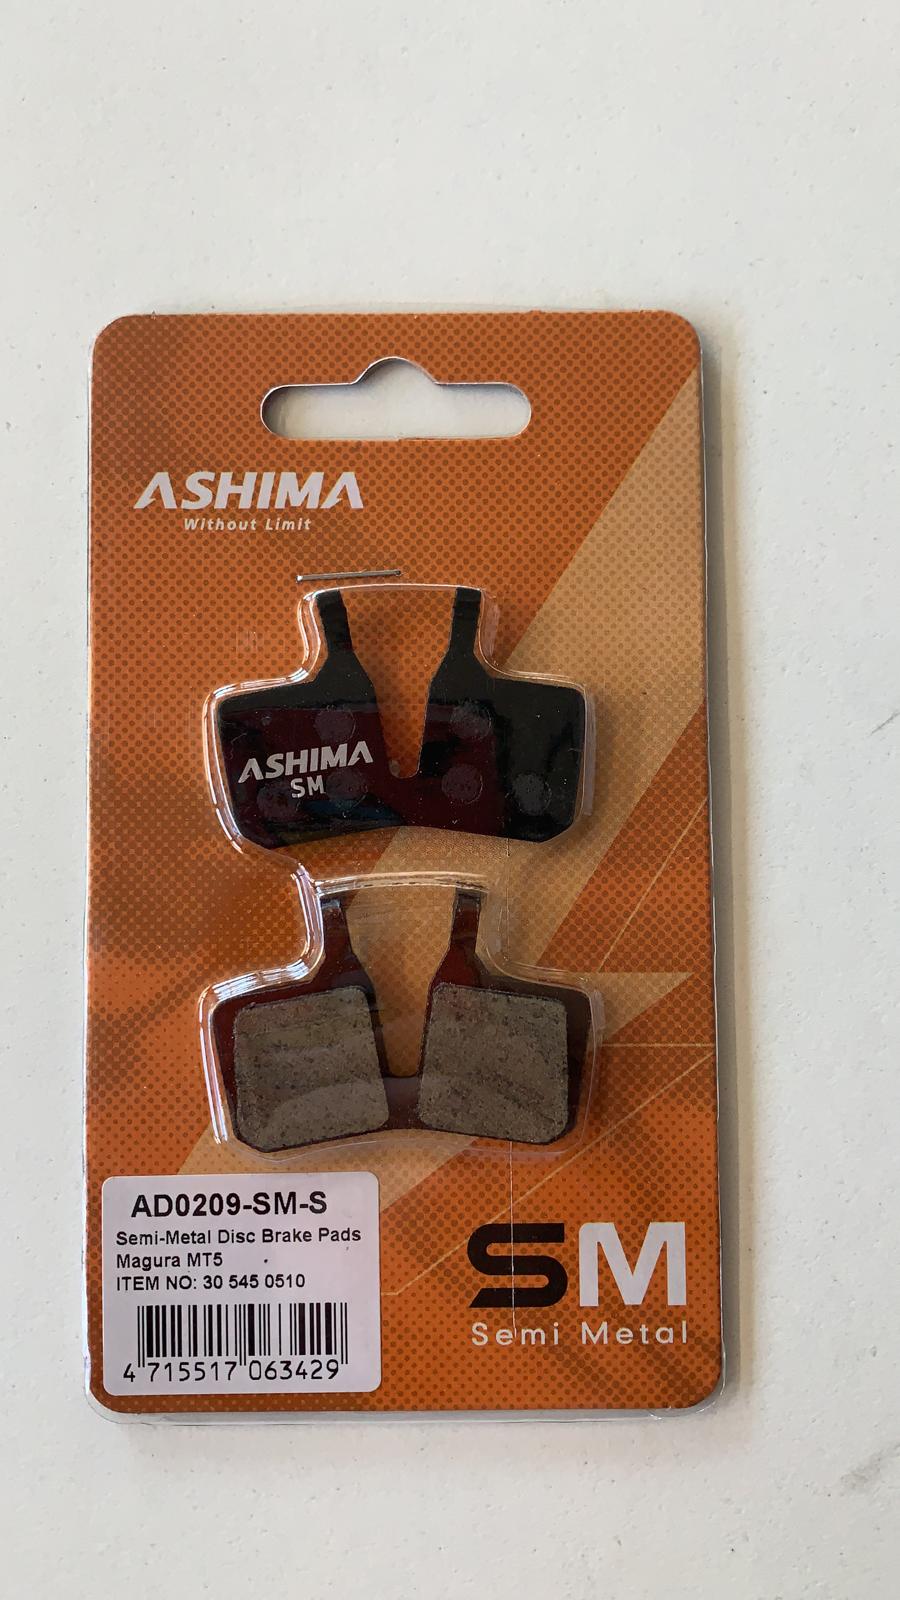 ASHIMA
Without Limit
ASHIMA
SM
AD0209-SM-S
Semi-Metal Disc Brake Pads
Magura MT5
ITEM NO: 30 545 0510
4 715517 063429
SM
Semi Metal